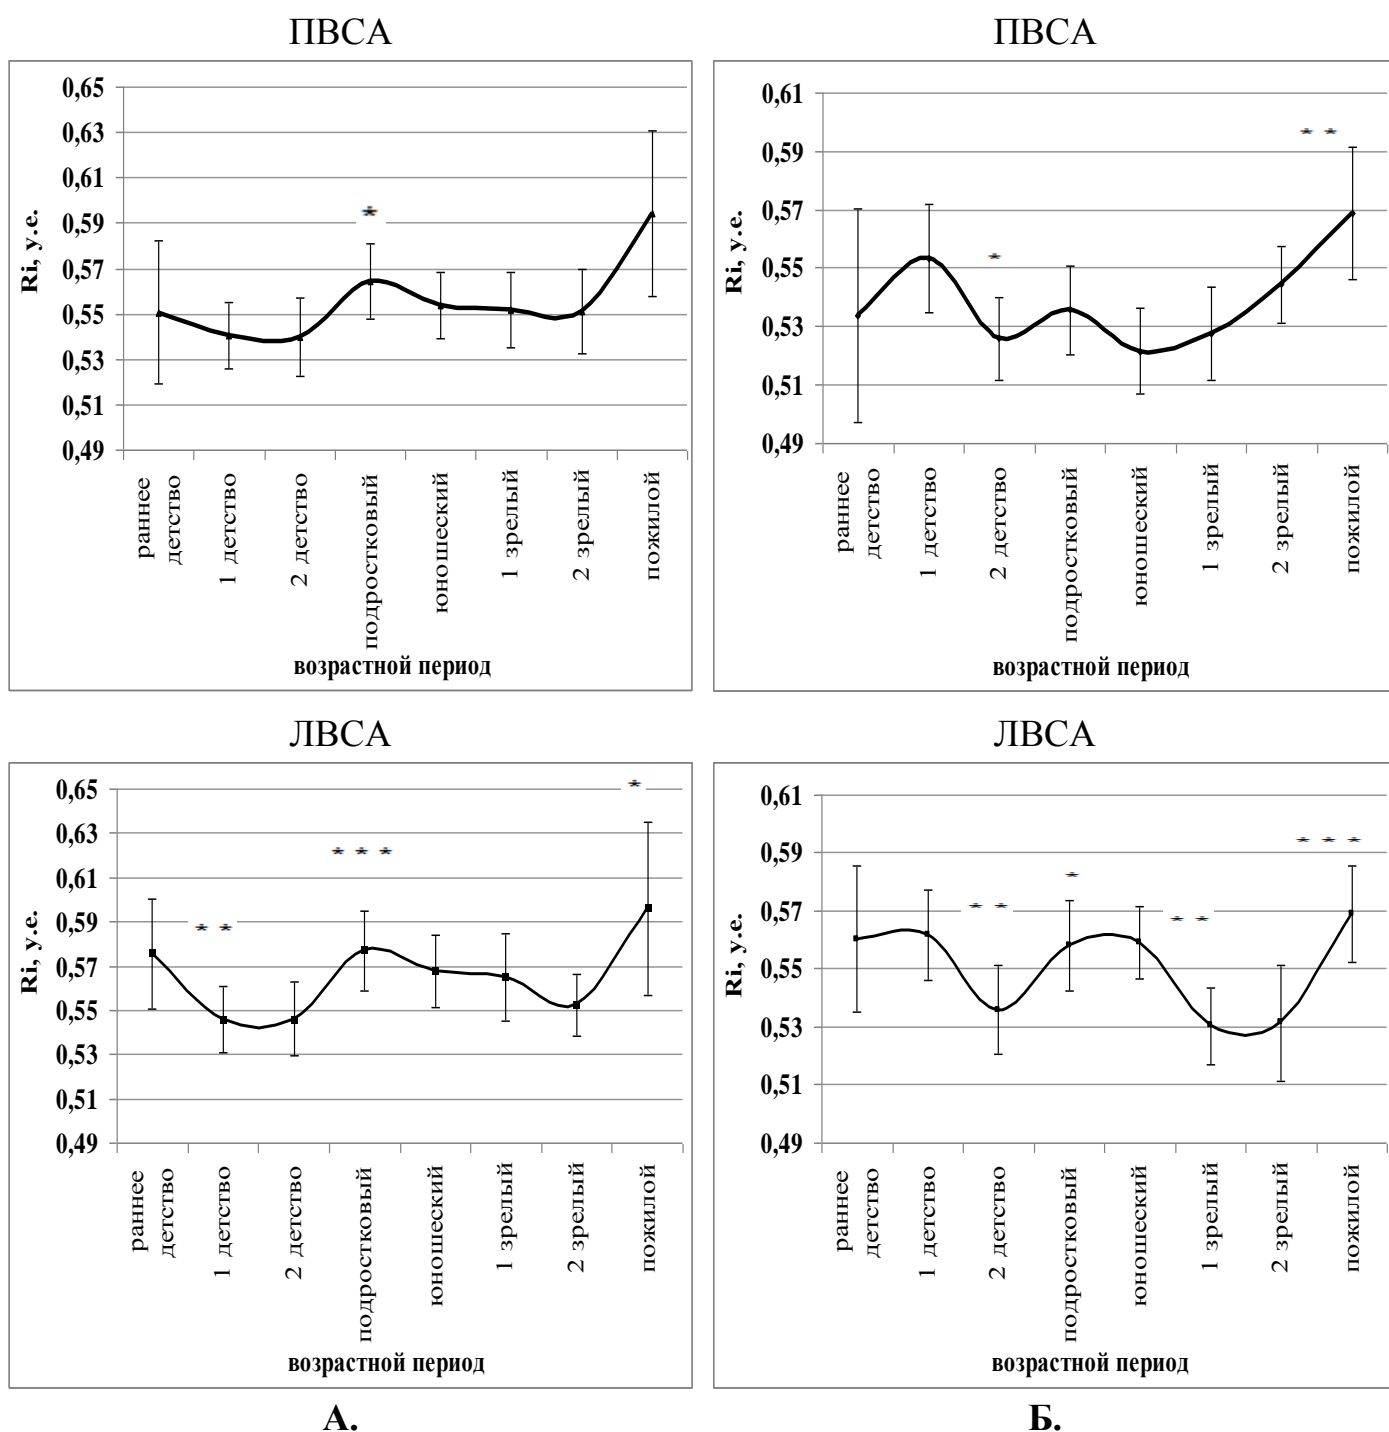 ПВСА
ПВСА
Ri, у.е.
0,65
0,63
0,61
0,59
0,57
0,55
0,53
0,51
0,49
*
раннее
детство
1 детство
2 детство
подростковый
юношеский
1 зрелый
2 зрелый
пожилой
возрастной период
Ri, у.е.
0,61
0,59
0,57
0,55
0,53
0,51
0,49
*
* *
раннее
детство
1 детство
2 детство
подростковый
юношеский
1 зрелый
2 зрелый
пожилой
возрастной период
ЛВСА
ЛВСА
Ri, у.е.
0,65
0,63
0,61
0,59
0,57
0,55
0,53
0,51
0,49
* *
* * *
*
раннее
детство
1 детство
2 детство
подростковый
юношеский
1 зрелый
2 зрелый
пожилой
возрастной период
Ri, у.е.
0,61
0,59
0,57
0,55
0,53
0,51
0,49
* *
*
* *
* * *
раннее
детство
1 детство
2 детство
подростковый
юношеский
1 зрелый
2 зрелый
пожилой
возрастной период
А.
Б.